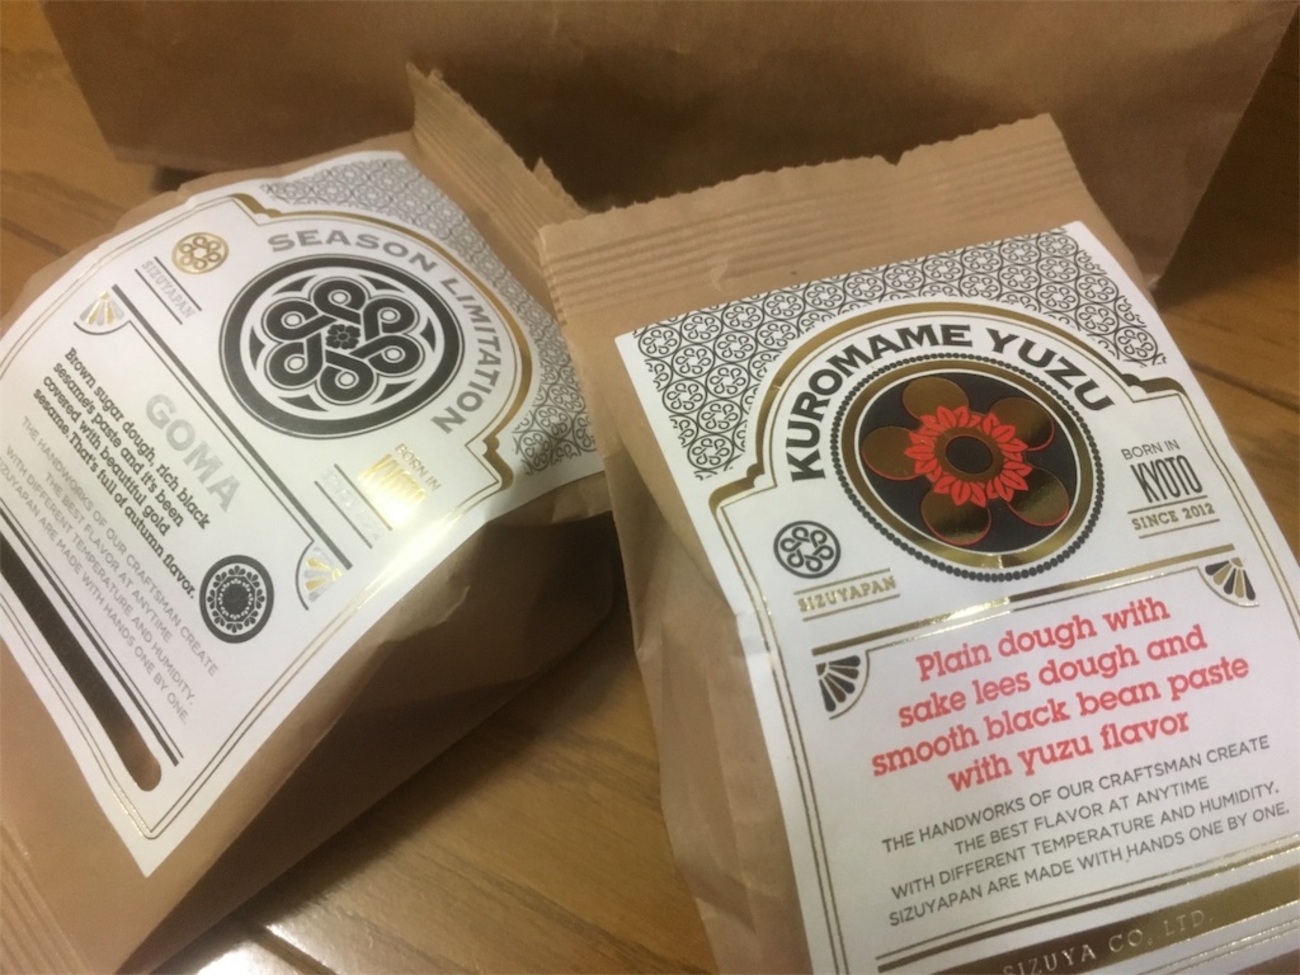 SEASON LIMITATION
SIZUYAPAN
BORN IN
KYOTO
GOMA
Brown sugar dough, rich black
sesame's paste and it's been
covered with beautiful gold
sesame. That's full of autumn flavor.
THE HANDWORKS OF OUR CRAFTSMAN CREATE
THE BEST FLAVOR AT ANYTIME
WITH DIFFERENT TEMPERATURE AND HUMIDITY.
SIZUYAPAN ARE MADE WITH HANDS ONE BY ONE.
KUROMAME YUZU
BORN IN
KYOTO
SINCE 2012
SIZUYAPAN
Plain dough with
sake lees dough and
smooth black bean paste
with yuzu flavor
THE HANDWORKS OF OUR CRAFTSMAN CREATE
THE BEST FLAVOR AT ANYTIME
WITH DIFFERENT TEMPERATURE AND HUMIDITY.
SIZUYAPAN ARE MADE WITH HANDS ONE BY ONE.
SIZUYA CO. LTD.